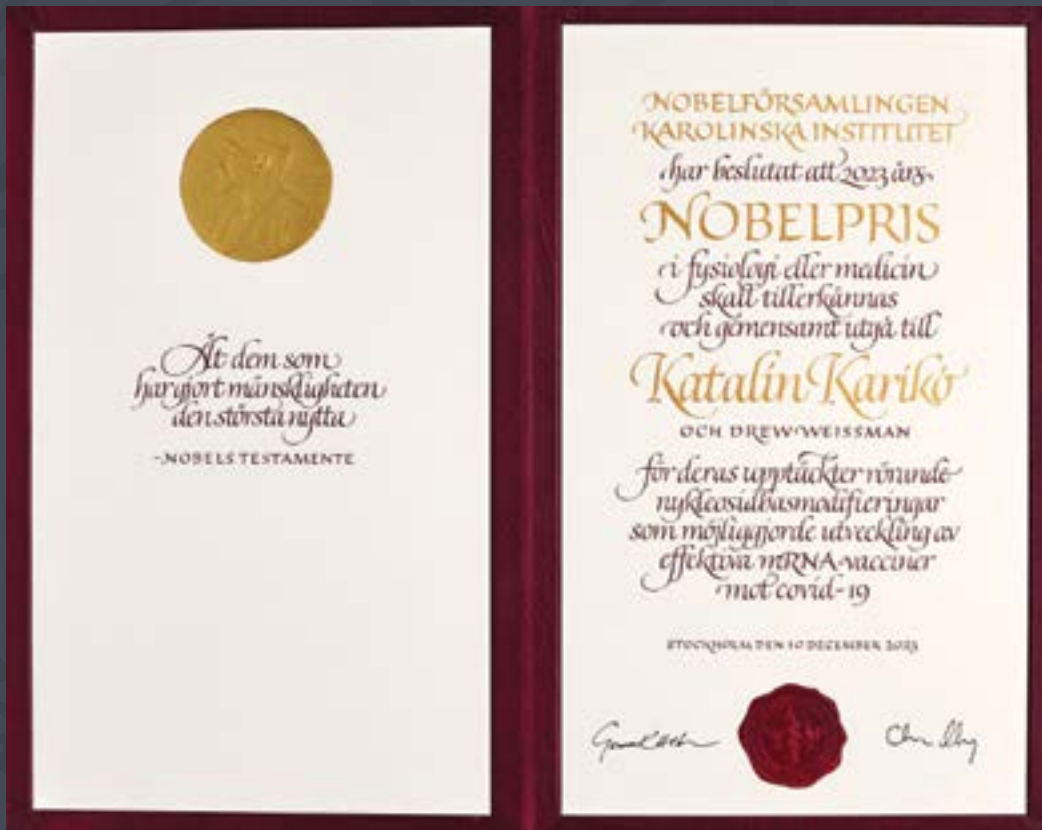 Åt dem som
har gjort mänskligheten
den största nytta
-NOBELS TESTAMENTE
NOBELFÖRSAMLINGEN
KAROLINSKA INSTITUTET
har beslutat att 2023 års
NOBELPRIS
i fysiologi eller medicin
skall tillerkännas
och gemensamt utgå till
Katalin Karikó
OCH DREW WEISSMAN
för deras upptäckter rörande
nykleosidbasmodifieringar
som möjliggjorde utveckling av
effektiva mRNA-vacciner
mot covid-19
STOCKHOLM DEN 10 DECEMBER 2023